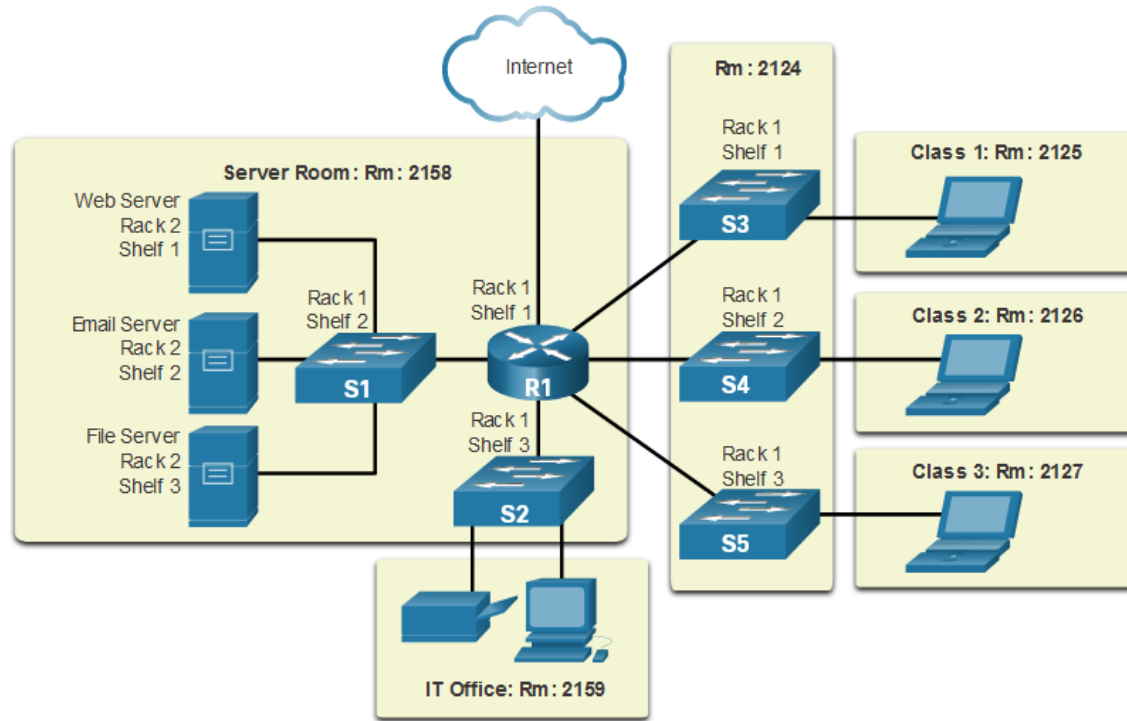 Internet
Server Room: Rm: 2158
Web Server
Rack 2
Shelf 1
Email Server
Rack 2
Shelf 2
File Server
Rack 2
Shelf 3
Rack 1
Shelf 2
S1
Rack 1
Shelf 1
R1
Rack 1
Shelf 3
S2
IT Office: Rm: 2159
Rm: 2124
Rack 1
Shelf 1
S3
Rack 1
Shelf 2
S4
Rack 1
Shelf 3
S5
Class 1: Rm: 2125
Class 2: Rm: 2126
Class 3: Rm: 2127